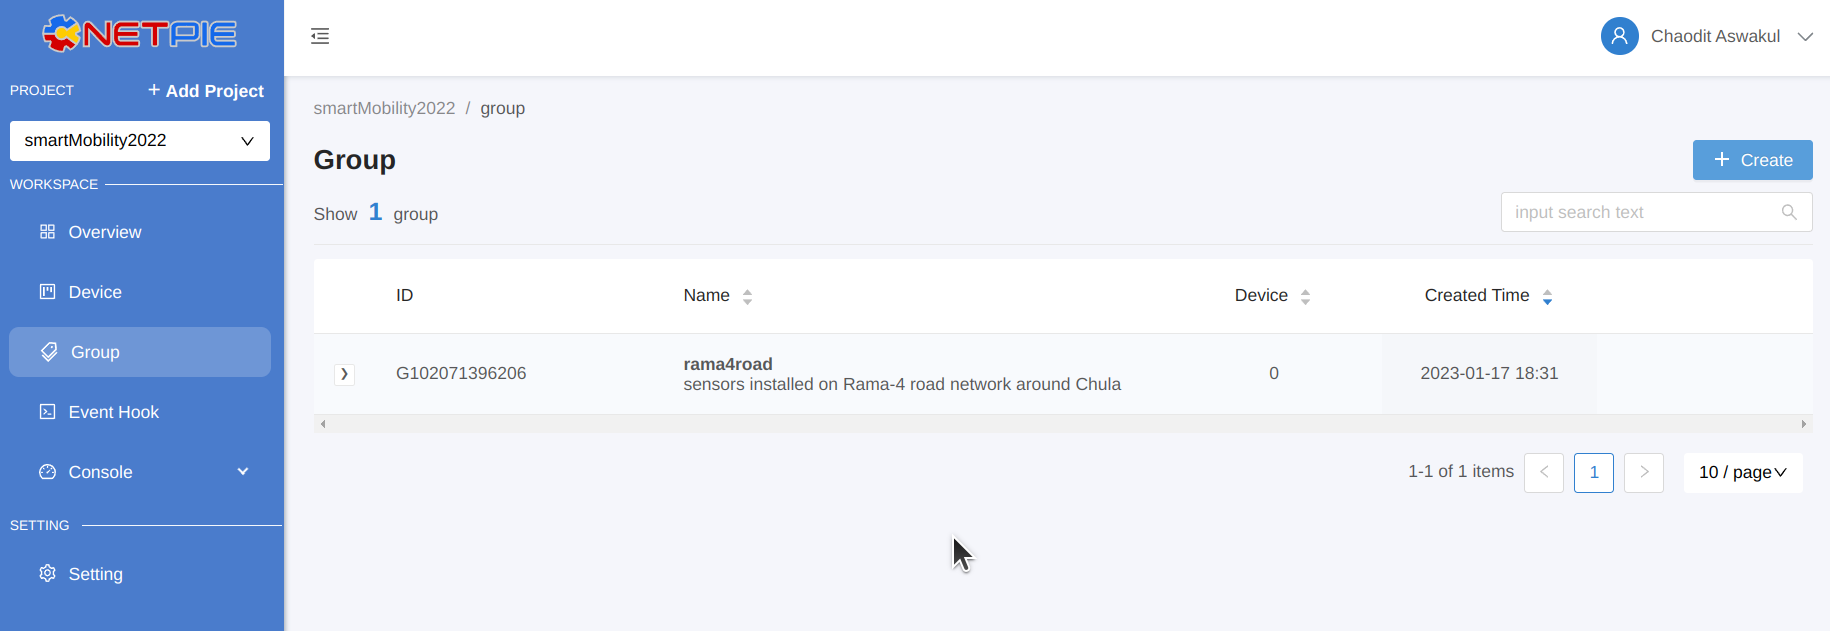 NETPIE
PROJECT + Add Project
smartMobility2022
WORKSPACE
Overview
Device
Group
Event Hook
Console
SETTING
Setting
Chaodit Aswakul
smartMobility2022 / group
Group
+ Create
Show 1 group
input search text
ID Name Device Created Time
G102071396206 rama4road 0 2023-01-17 18:31
sensors installed on Rama-4 road network around Chula
1-1 of 1 items < 1 > 10 / page